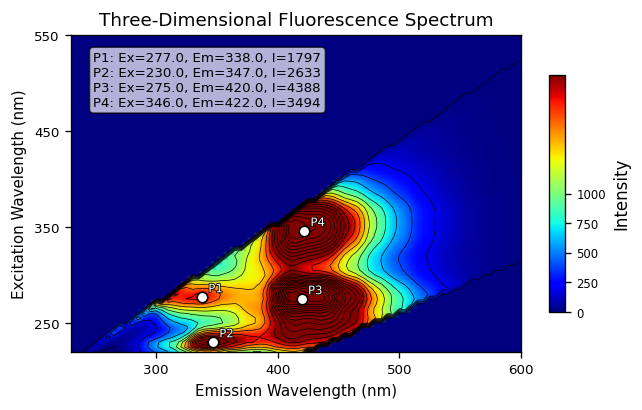 Three-Dimensional Fluorescence Spectrum
550
450
350
250
Excitation Wavelength (nm)
P1: Ex=277.0, Em=338.0, I=1797
P2: Ex=230.0, Em=347.0, I=2633
P3: Ex=275.0, Em=420.0, I=4388
P4: Ex=346.0, Em=422.0, I=3494
P4
P1
P3
P2
300
400
500
600
Emission Wavelength (nm)
1000
750
500
250
0
Intensity